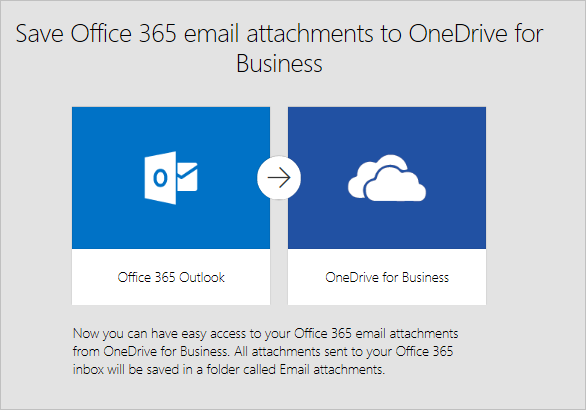 Save Office 365 email attachments to OneDrive for
Business
Office 365 Outlook
OneDrive for Business
Now you can have easy access to your Office 365 email attachments
from OneDrive for Business. All attachments sent to your Office 365
inbox will be saved in a folder called Email attachments.